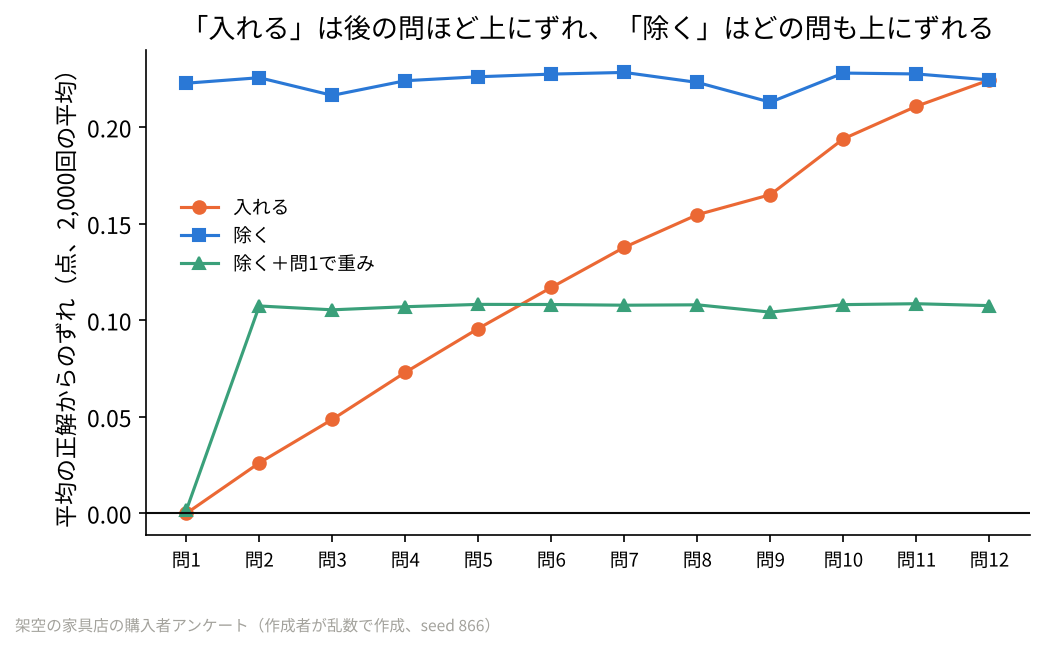 「入れる」は後の問ほど上にずれ、「除く」はどの問も上にずれる
平均の正解からのずれ（点、2,000回の平均）
0.20
0.15
0.10
0.05
0.00
入れる
除く
除く＋問1で重み
問1 問2 問3 問4 問5 問6 問7 問8 問9 問10 問11 問12
架空の家具店の購入者アンケート（作成者が乱数で作成、seed 866）